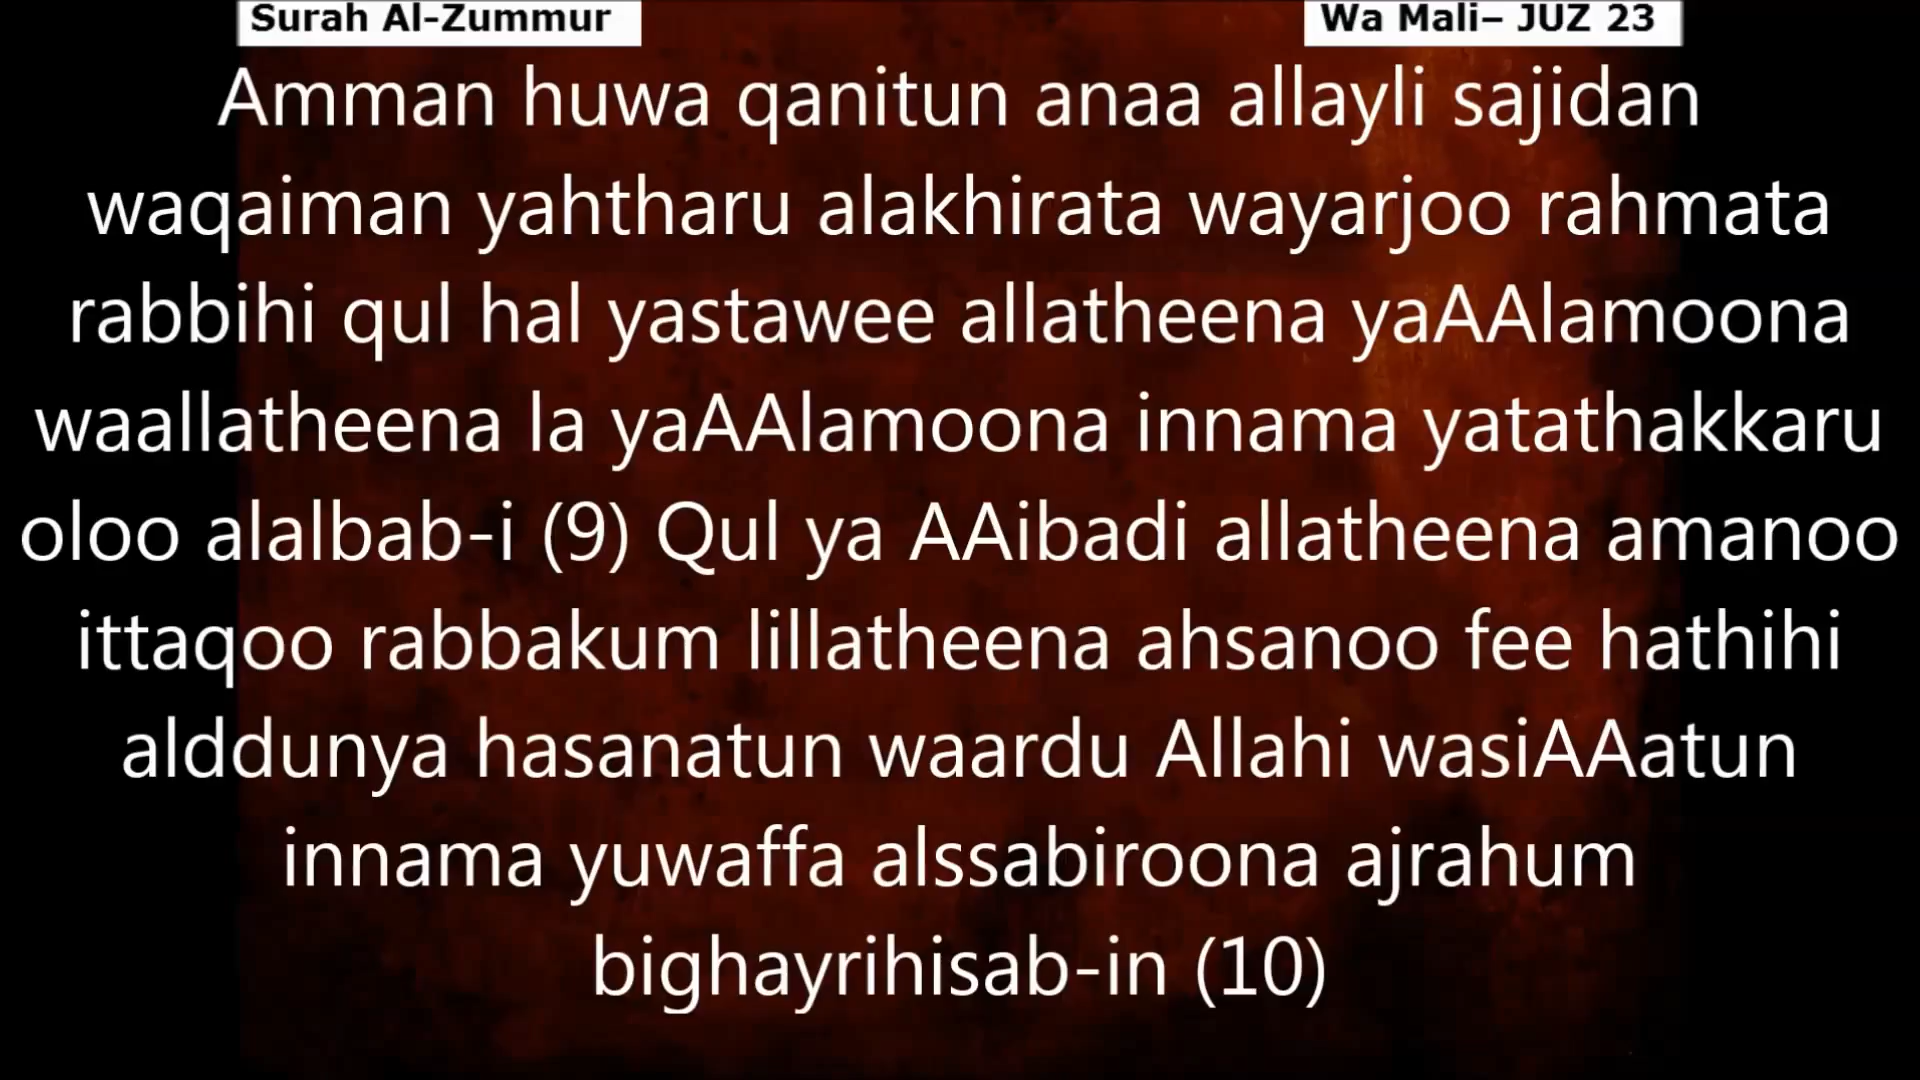 Surah Al-Zummur
Wa Mali– JUZ 23
Amman huwa qanitun anaa allayli sajidan
waqaiman yahtharu alakhirata wayarjoo rahmata
rabbihi qul hal yastawee allatheena yaAAlamoona
waallatheena la yaAAlamoona innama yatathakkaru
oloo alalbab-i (9) Qul ya AAibadi allatheena amanoo
ittaqoo rabbakum lillatheena ahsanoo fee hathihi
alddunya hasanatun waardu Allahi wasiAAatun
innama yuwaffa alssabiroona ajrahum
bighayrihisab-in (10)